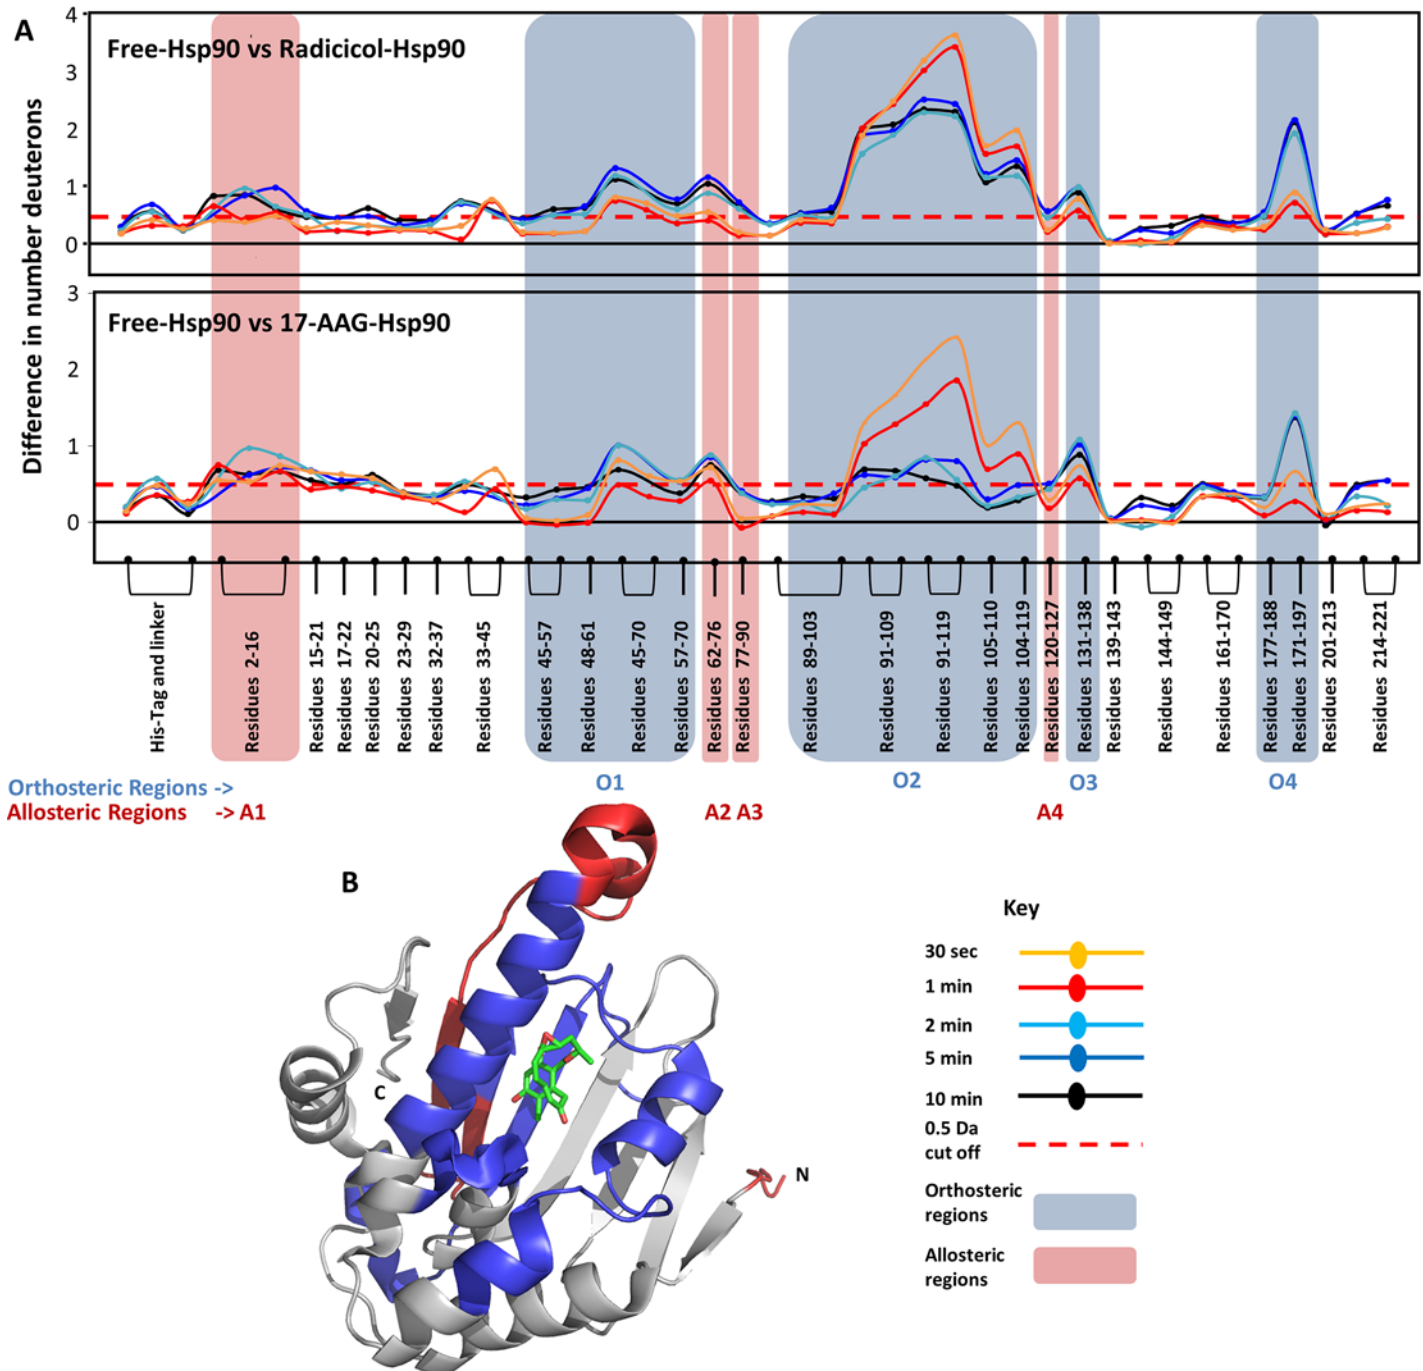 A
Difference in number deuterons
Free-Hsp90 vs Radicicol-Hsp90
4
3
2
1
0
Free-Hsp90 vs 17-AAG-Hsp90
3
2
1
0
His-Tag and linker
Residues 2-16
Residues 15-21
Residues 17-22
Residues 20-25
Residues 23-29
Residues 32-37
Residues 33-45
Residues 45-57
Residues 48-61
Residues 45-70
Residues 57-70
Residues 62-76
Residues 77-90
Residues 89-103
Residues 91-109
Residues 91-119
Residues 105-110
Residues 104-119
Residues 120-127
Residues 131-138
Residues 139-143
Residues 144-149
Residues 161-170
Residues 177-188
Residues 171-197
Residues 201-213
Residues 214-221
Orthosteric Regions -> O1 O2 O3 O4
Allosteric Regions -> A1 A2 A3 A4
B
C
N
Key
30 sec
1 min
2 min
5 min
10 min
0.5 Da
cut off
Orthosteric
regions
Allosteric
regions